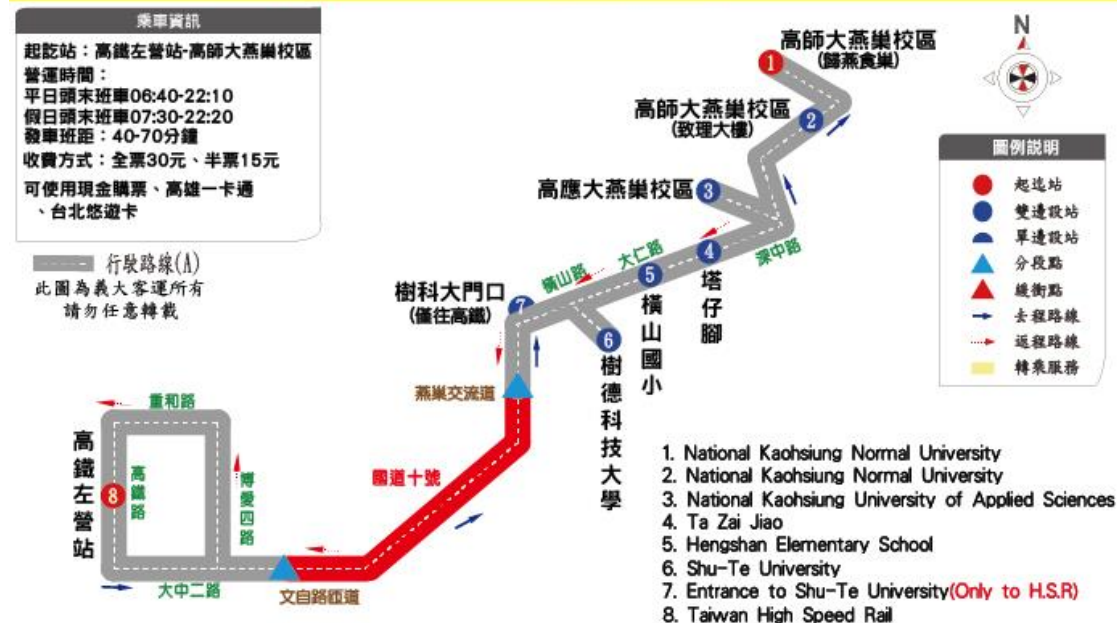 乘車資訊
起訖站：高鐵左營站-高師大燕巢校區
營運時間：
平日頭末班車06:40-22:10
假日頭末班車07:30-22:20
發車班距：40-70分鐘
收費方式：全票30元、半票15元
可使用現金購票、高雄一卡通
、台北悠遊卡
行駛路線(A)
此圖為義大客運所有
請勿任意轉載
高師大燕巢校區
(歸燕食巢)
1
高師大燕巢校區
(致理大樓)
2
高應大燕巢校區
3
深中路
4
塔仔腳
大仁路
5
橫山國小
橫山路
6
樹德科技大學
樹科大門口
(僅往高鐵)
7
燕巢交流道
國道十號
文自路匝道
大中二路
博愛四路
重和路
高鐵路
8
高鐵左營站
N
圖例說明
起迄站
雙邊設站
單邊設站
分段點
緩衝點
去程路線
返程路線
轉乘服務
1. National Kaohsiung Normal University
2. National Kaohsiung Normal University
3. National Kaohsiung University of Applied Sciences
4. Ta Zai Jiao
5. Hengshan Elementary School
6. Shu-Te University
7. Entrance to Shu-Te University(Only to H.S.R)
8. Taiwan High Speed Rail